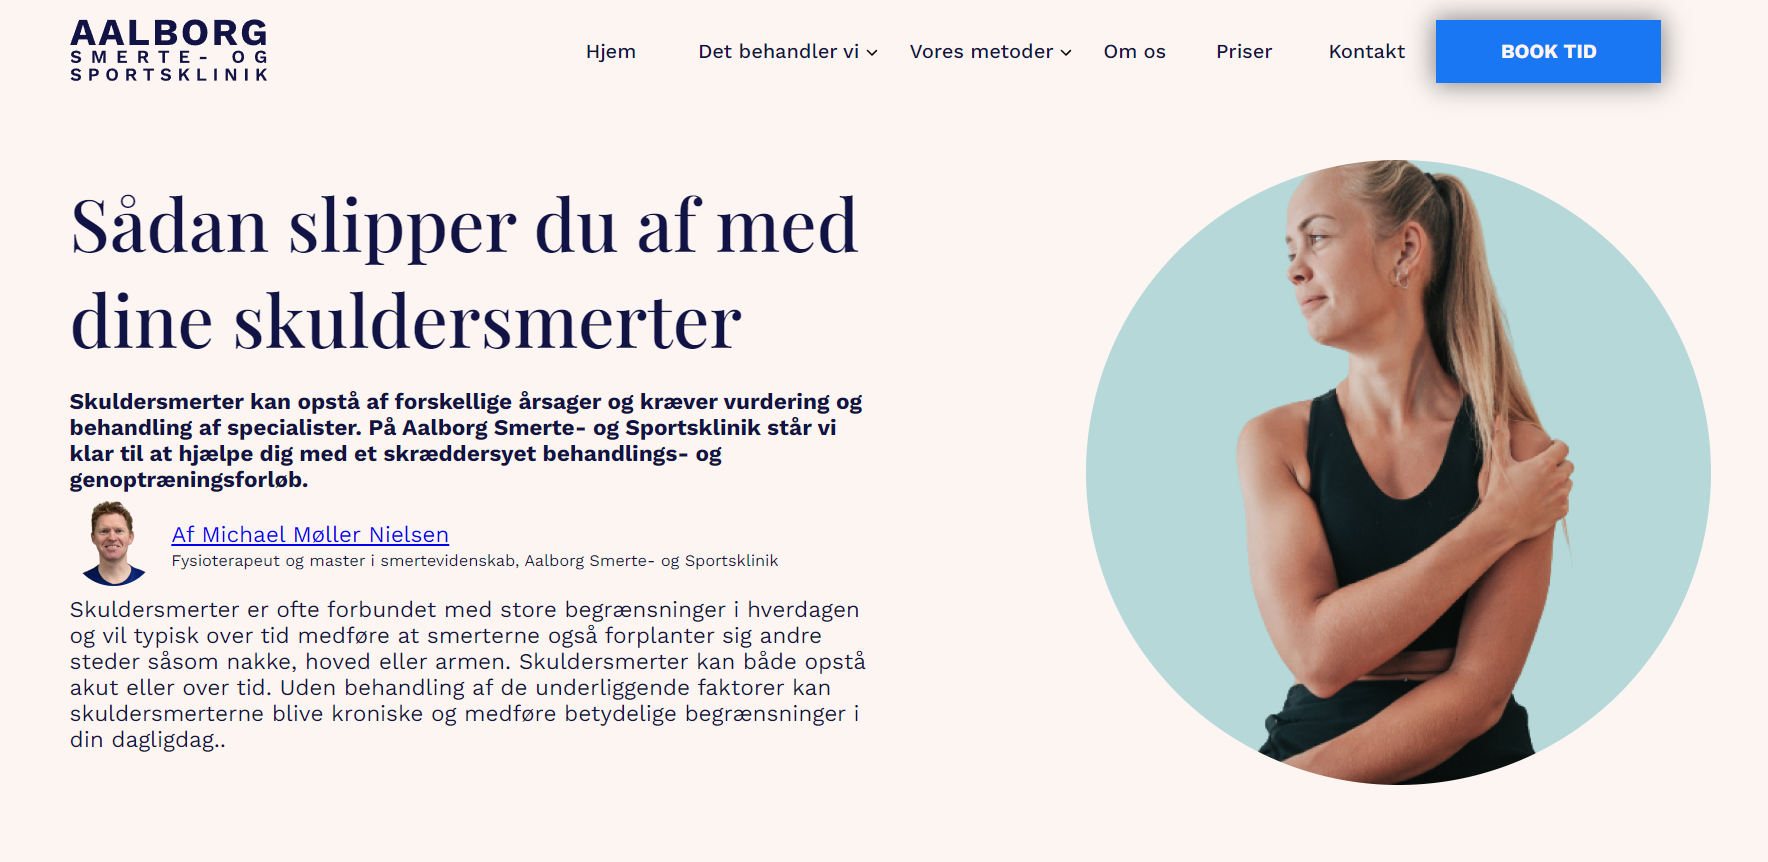 AALBORG
SMERTE- OG
SPORTSKLINIK
Hjem Det behandler vi Vores metoder Om os Priser Kontakt BOOK TID
Sådan slipper du af med
dine skuldersmerter
Skuldersmerter kan opstå af forskellige årsager og kræver vurdering og
behandling af specialister. På Aalborg Smerte- og Sportsklinik står vi
klar til at hjælpe dig med et skræddersyet behandlings- og
genoptræningsforløb.
Af Michael Møller Nielsen
Fysioterapeut og master i smertevidenskab, Aalborg Smerte- og Sportsklinik
Skuldersmerter er ofte forbundet med store begrænsninger i hverdagen
og vil typisk over tid medføre at smerterne også forplanter sig andre
steder såsom nakke, hoved eller armen. Skuldersmerter kan både opstå
akut eller over tid. Uden behandling af de underliggende faktorer kan
skuldersmerterne blive kroniske og medføre betydelige begrænsninger i
din dagligdag..